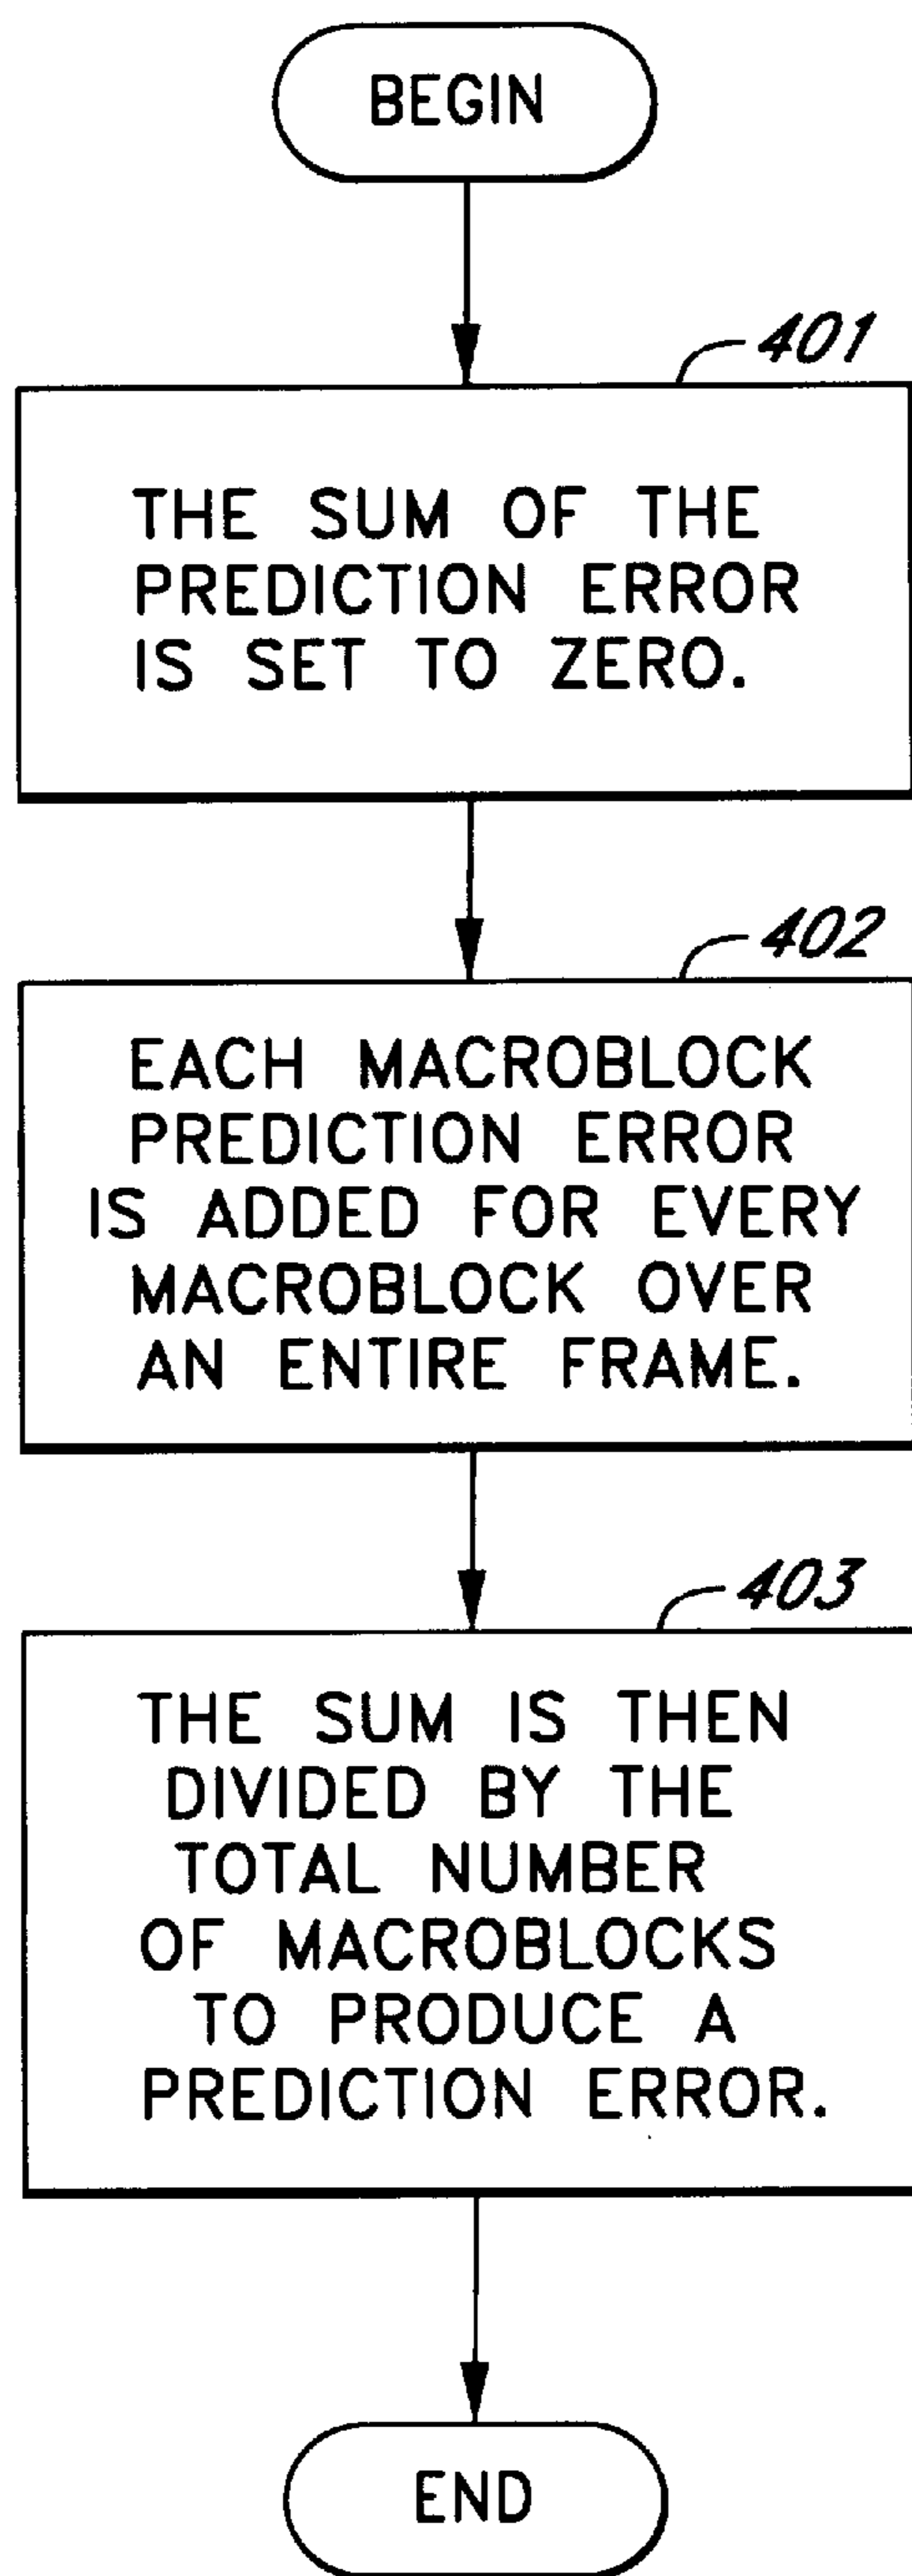 BEGIN
401
THE SUM OF THE
PREDICTION ERROR
IS SET TO ZERO.
402
EACH MACROBLOCK
PREDICTION ERROR
IS ADDED FOR EVERY
MACROBLOCK OVER
AN ENTIRE FRAME.
403
THE SUM IS THEN
DIVIDED BY THE
TOTAL NUMBER
OF MACROBLOCKS
TO PRODUCE A
PREDICTION ERROR.
END